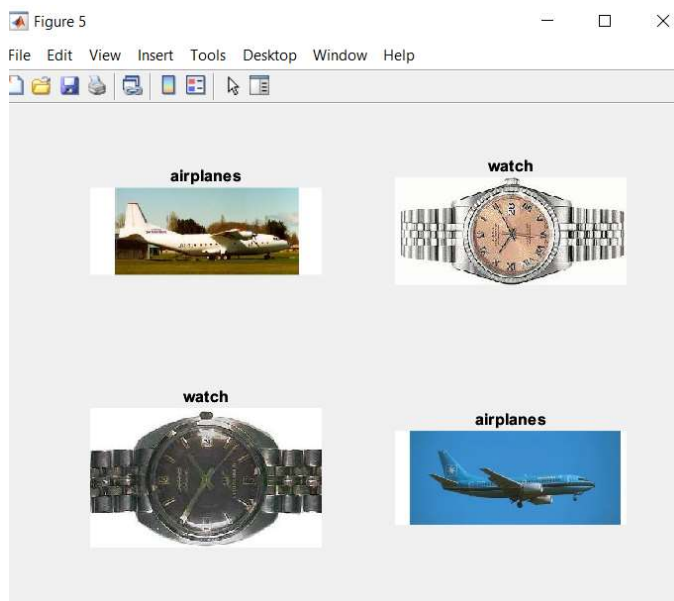 Figure 5
File Edit View Insert Tools Desktop Window Help
airplanes
watch
watch
airplanes